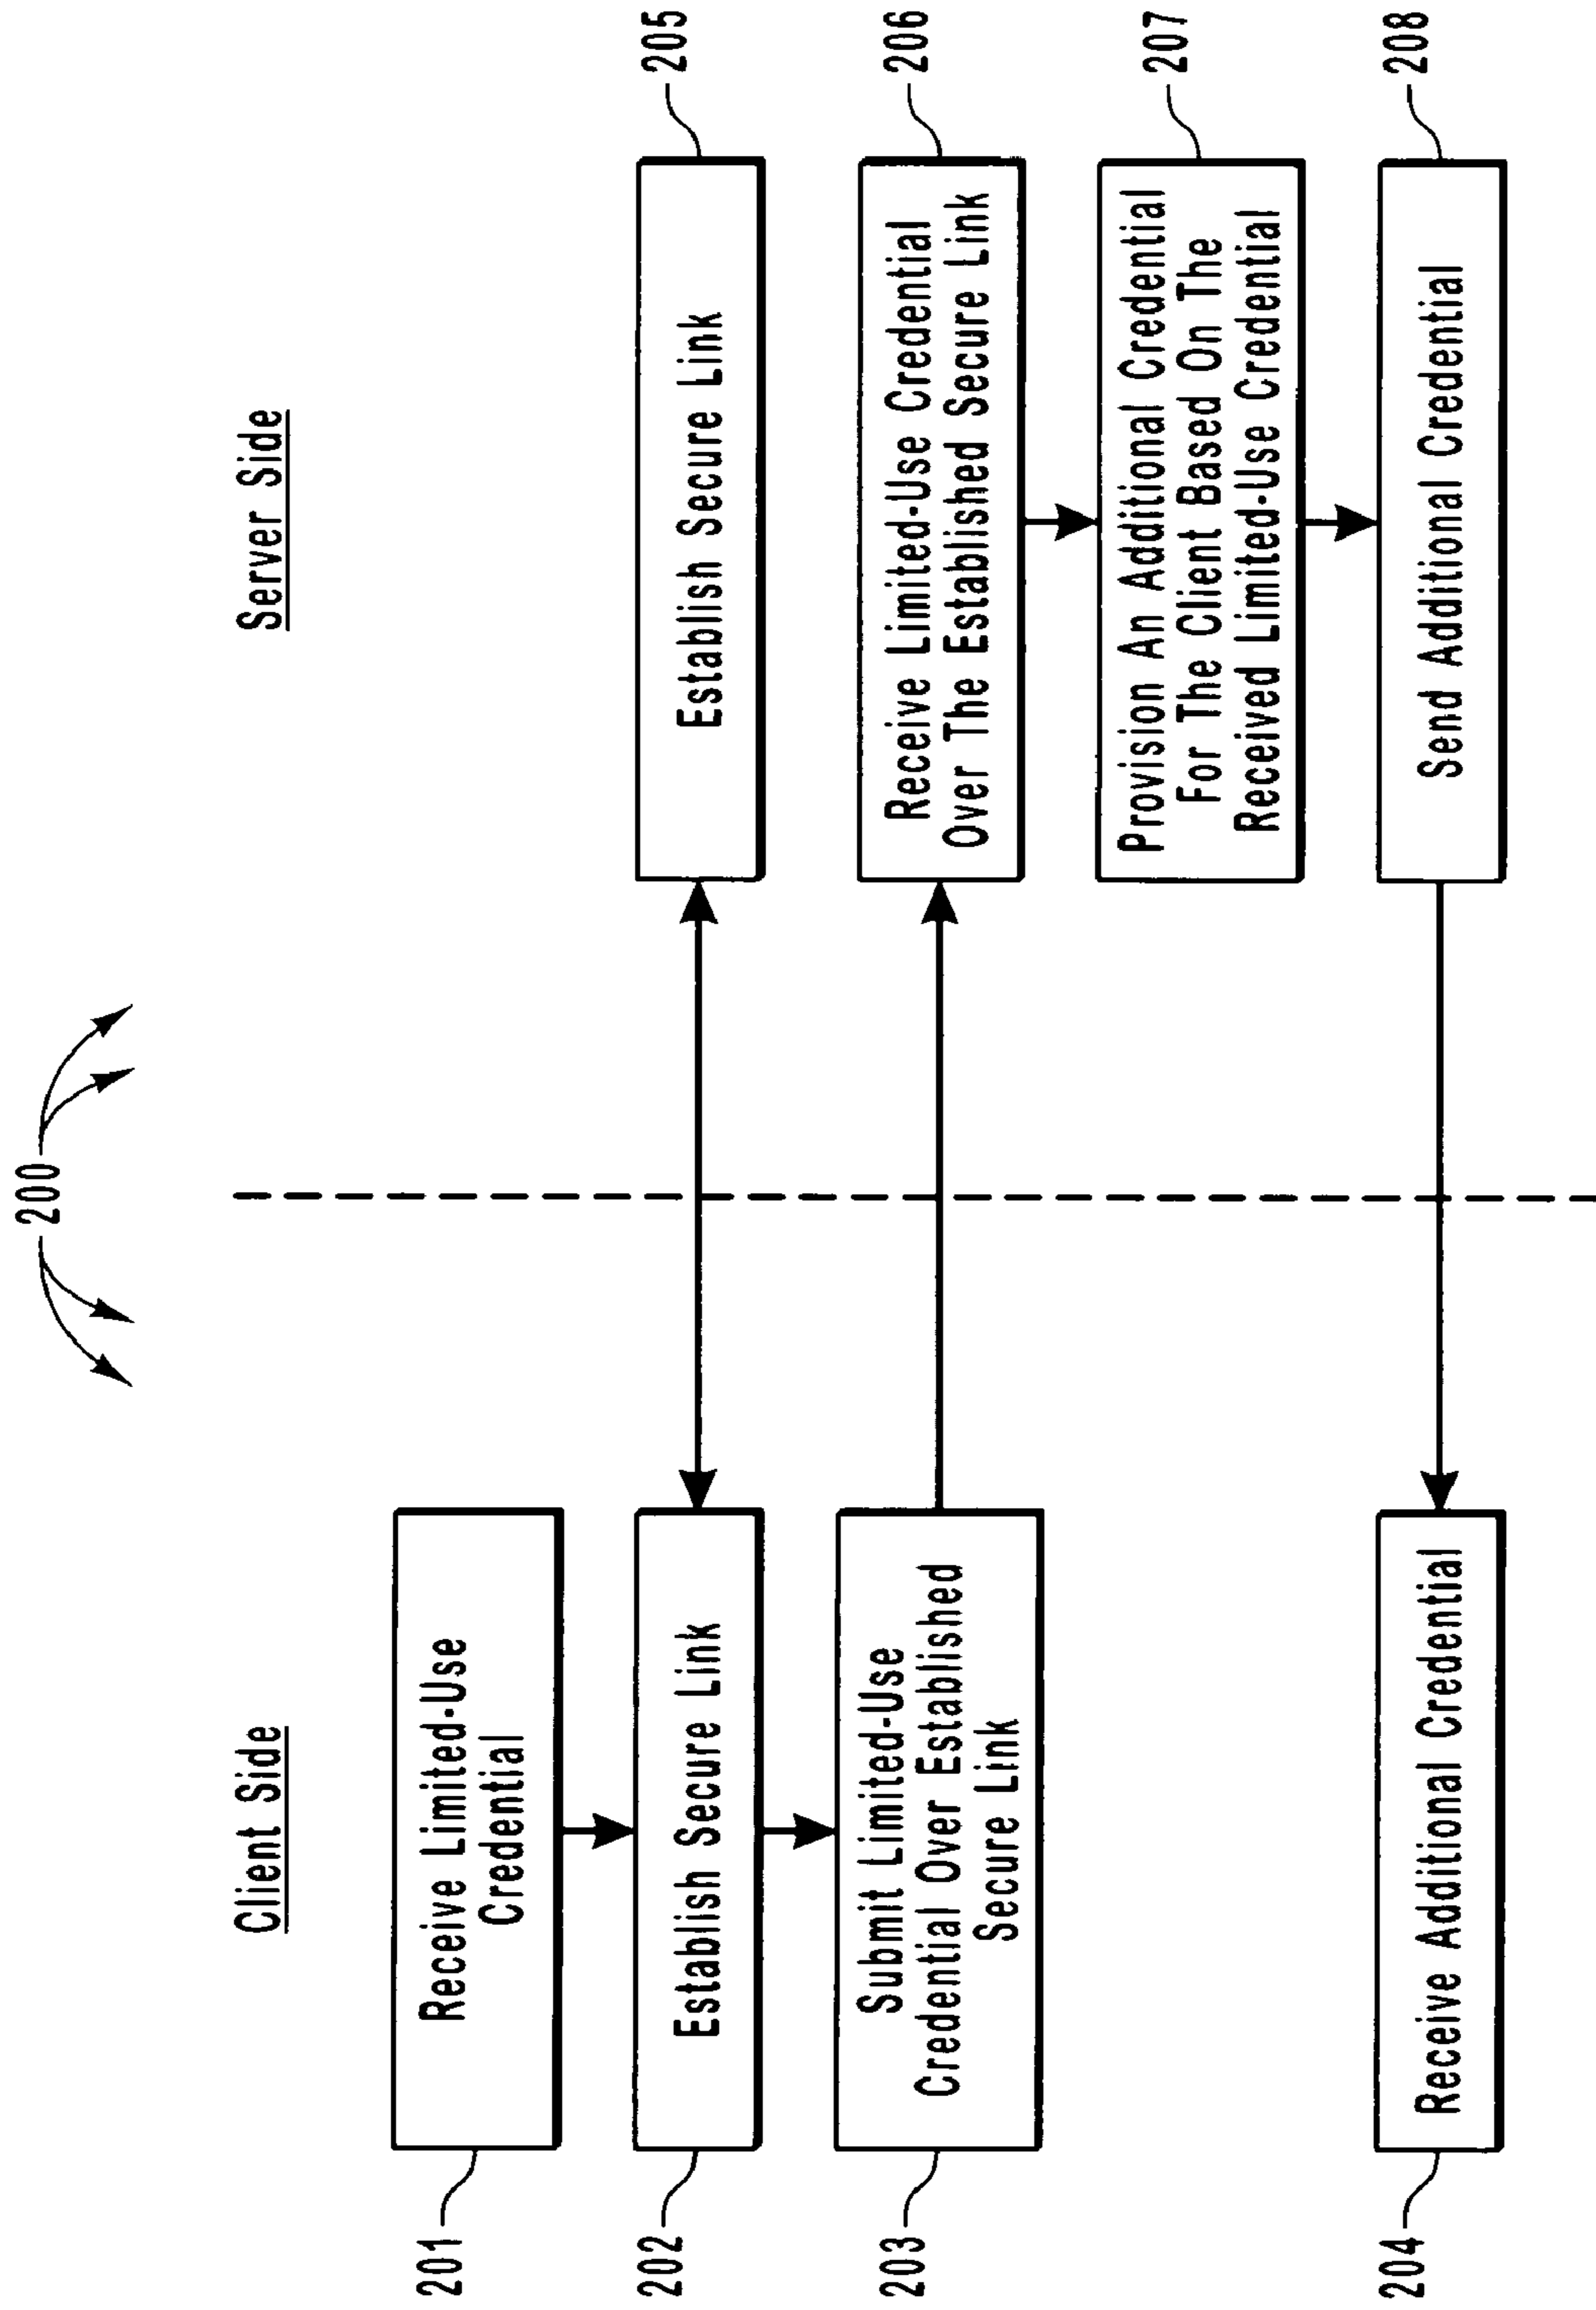 200
Client Side
Server Side
201
Receive Limited-Use
Credential
202
Establish Secure Link
Establish Secure Link
205
203
Submit Limited-Use
Credential Over Established
Secure Link
Receive Limited-Use Credential
Over The Established Secure Link
206
Provision An Additional Credential
For The Client Based On The
Received Limited-Use Credential
207
204
Receive Additional Credential
Send Additional Credential
208